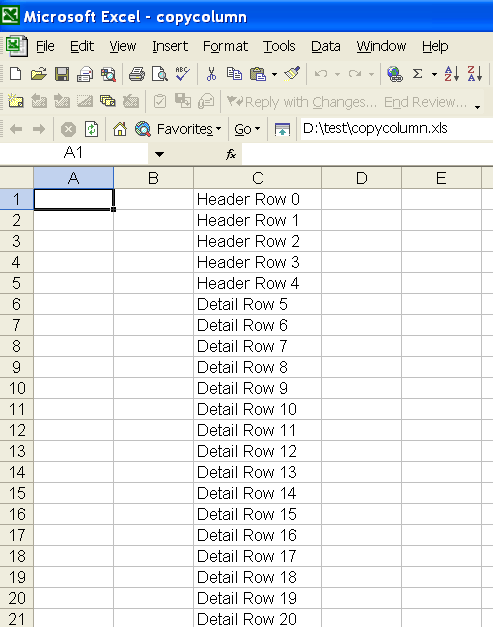 Microsoft Excel - copycolumn
File Edit View Insert Format Tools Data Window Help
ABC Σ A Z Z A
Reply with Changes... End Review...
Favorites Go D:\test\copycolumn.xls
A1 fx
A B C D E
1 Header Row 0
2 Header Row 1
3 Header Row 2
4 Header Row 3
5 Header Row 4
6 Detail Row 5
7 Detail Row 6
8 Detail Row 7
9 Detail Row 8
10 Detail Row 9
11 Detail Row 10
12 Detail Row 11
13 Detail Row 12
14 Detail Row 13
15 Detail Row 14
16 Detail Row 15
17 Detail Row 16
18 Detail Row 17
19 Detail Row 18
20 Detail Row 19
21 Detail Row 20